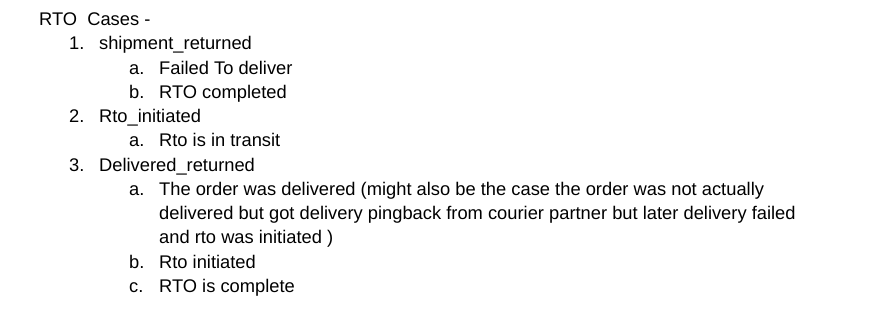 RTO  Cases -
1. shipment_returned
a. Failed To deliver
b. RTO completed
2. Rto_initiated
a. Rto is in transit
3. Delivered_returned
a. The order was delivered (might also be the case the order was not actually
delivered but got delivery pingback from courier partner but later delivery failed
and rto was initiated )
b. Rto initiated
c. RTO is complete